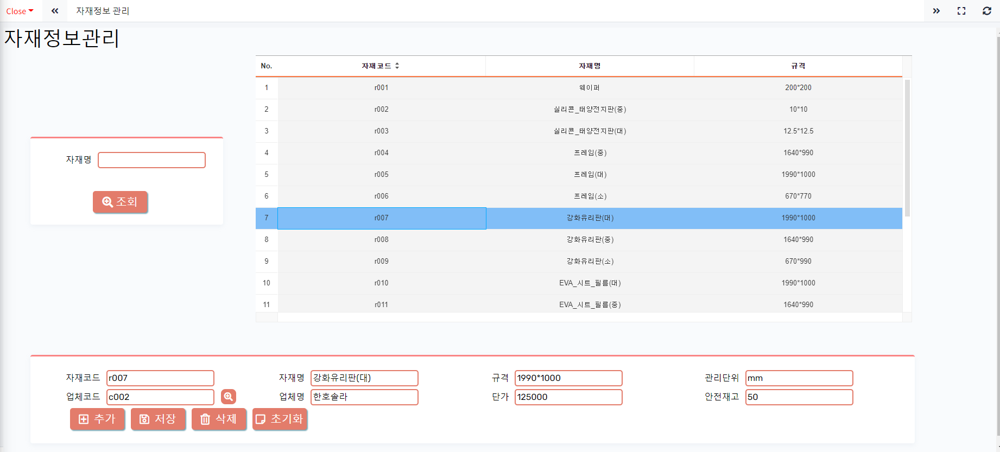 Close 자재정보 관리
자재정보관리
No. 자재코드 자재명 규격
1 r001 웨이퍼 200*200
2 r002 실리콘_태양전지판(중) 10*10
3 r003 실리콘_태양전지판(대) 12.5*12.5
4 r004 프레임(중) 1640*990
5 r005 프레임(대) 1990*1000
6 r006 프레임(소) 670*770
7 r007 강화유리판(대) 1990*1000
8 r008 강화유리판(중) 1640*990
9 r009 강화유리판(소) 670*990
10 r010 EVA_시트_필름(대) 1990*1000
11 r011 EVA_시트_필름(중) 1640*990
자재명
조회
자재코드 r007 자재명 강화유리판(대) 규격 1990*1000 관리단위 mm
업체코드 c002 업체명 한호솔라 단가 125000 안전재고 50
추가 저장 삭제 초기화